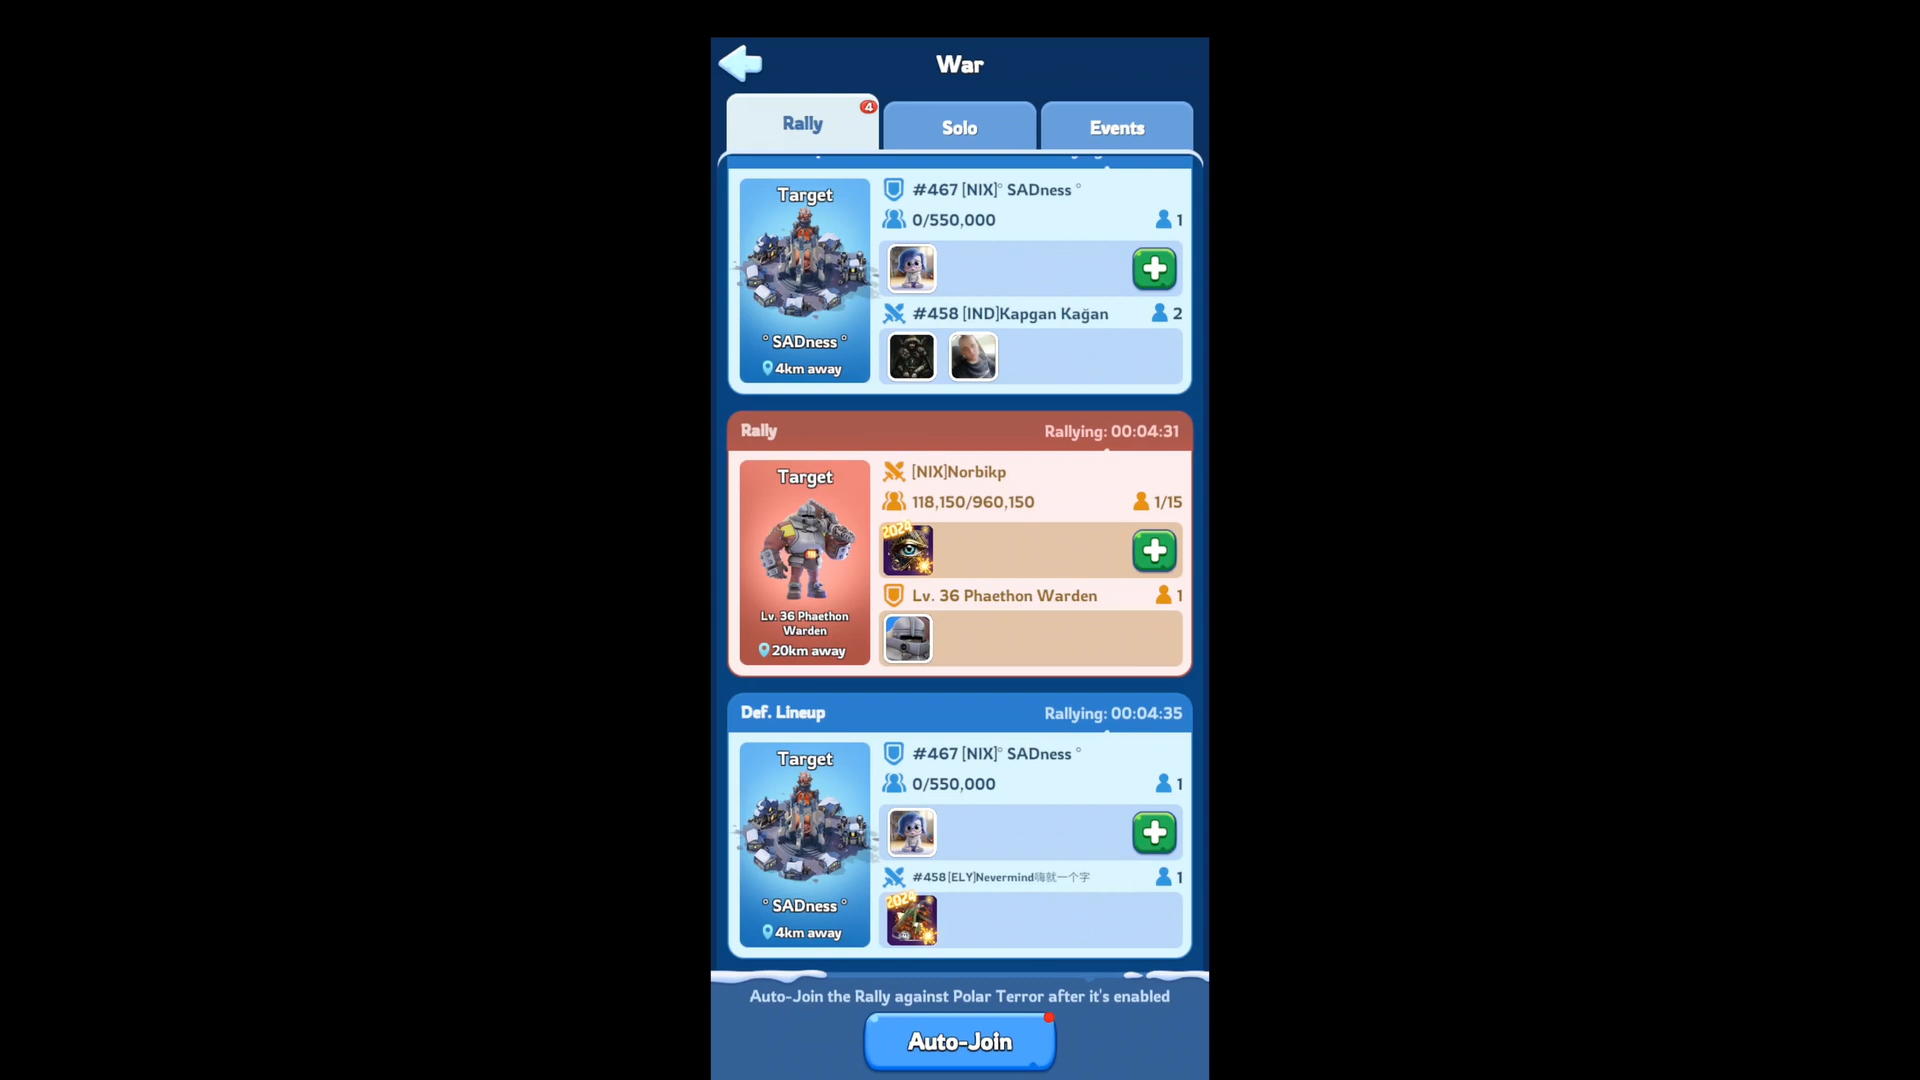 War
Rally
4
Solo
Events
Target
° SADness °
4km away
#467 [NIX]° SADness °
0/550,000
1
#458 [IND]Kapgan Kağan
2
Rally
Rallying: 00:04:31
Target
Lv. 36 Phaethon
Warden
20km away
[NIX]Norbikp
118,150/960,150
1/15
2024
Lv. 36 Phaethon Warden
1
Def. Lineup
Rallying: 00:04:35
Target
° SADness °
4km away
#467 [NIX]° SADness °
0/550,000
1
#458[ELY]Nevermind嗨就一个字
1
2024
Auto-Join the Rally against Polar Terror after it's enabled
Auto-Join